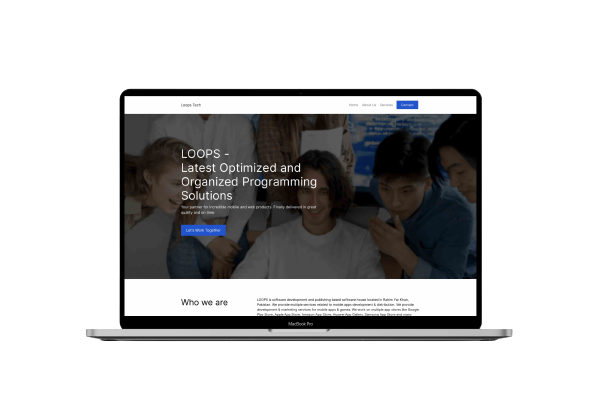 Loops Tech
Home About Us Services Contact
LOOPS -
Latest Optimized and
Organized Programming
Solutions
Your partner for incredible mobile and web products. Finally delivered in great
quality and on time.
Let's Work Together
Who we are
LOOPS is software development and publishing based software house located in Rahim Yar Khan,
Pakistan. We provide multiple services related to mobile apps development & distribution. We provide
development & marketing services for mobile apps & games. We work on multiple app stores like Google
Play Store, Apple App Store, Amazon App Store, Huawei App Gallery, Samsung App Store and many
MacBook Pro